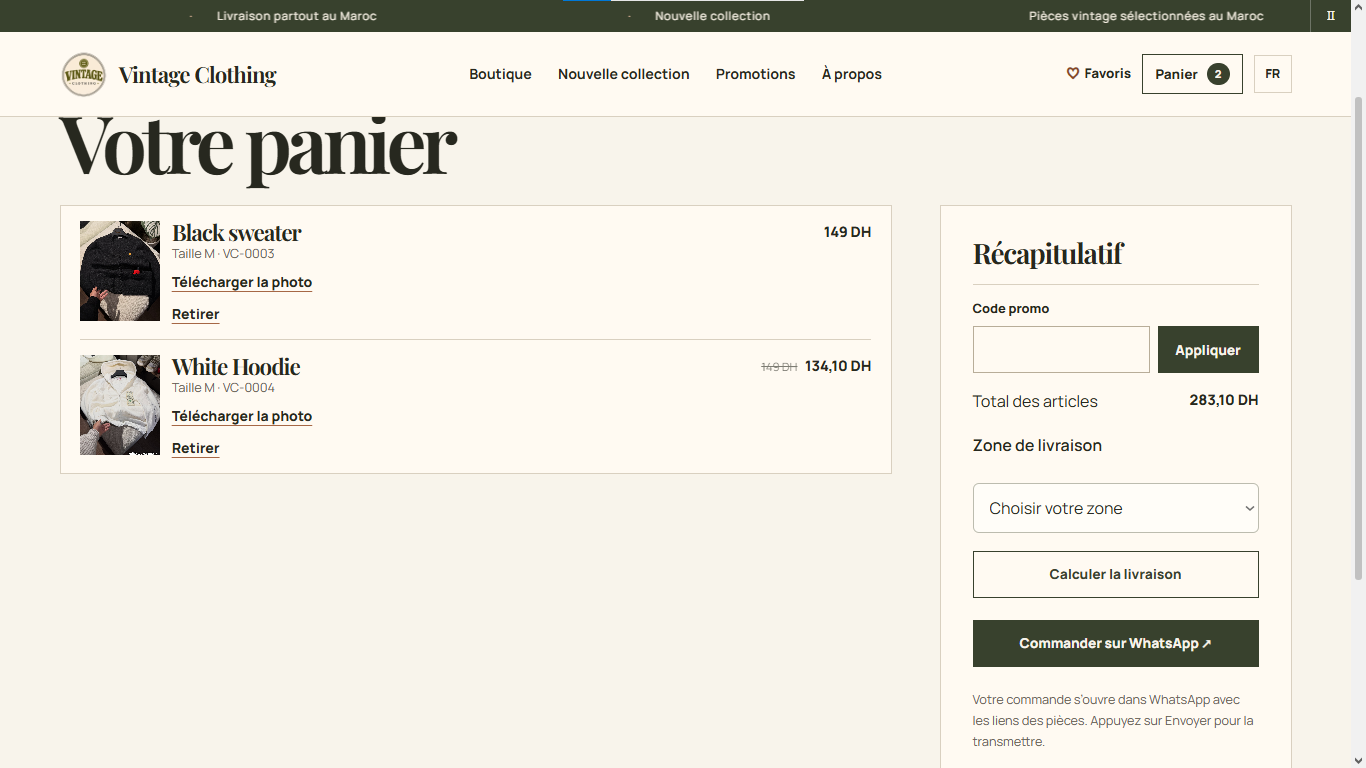 - Livraison partout au Maroc - Nouvelle collection Pièces vintage sélectionnées au Maroc
VINTAGE
CLOTHING
Vintage Clothing
Boutique Nouvelle collection Promotions À propos
Favoris Panier 2 FR
Votre panier
Black sweater 149 DH
Taille M · VC-0003
Télécharger la photo
Retirer
White Hoodie 149 DH 134,10 DH
Taille M · VC-0004
Télécharger la photo
Retirer
Récapitulatif
Code promo
Appliquer
Total des articles 283,10 DH
Zone de livraison
Choisir votre zone
Calculer la livraison
Commander sur WhatsApp ↗
Votre commande s'ouvre dans WhatsApp avec
les liens des pièces. Appuyez sur Envoyer pour la
transmettre.